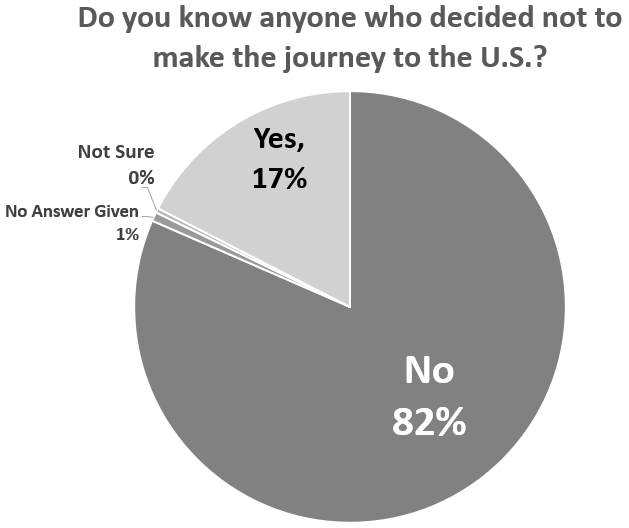 Do you know anyone who decided not to
make the journey to the U.S.?
Yes,
17%
Not Sure
0%
No Answer Given
1%
No
82%